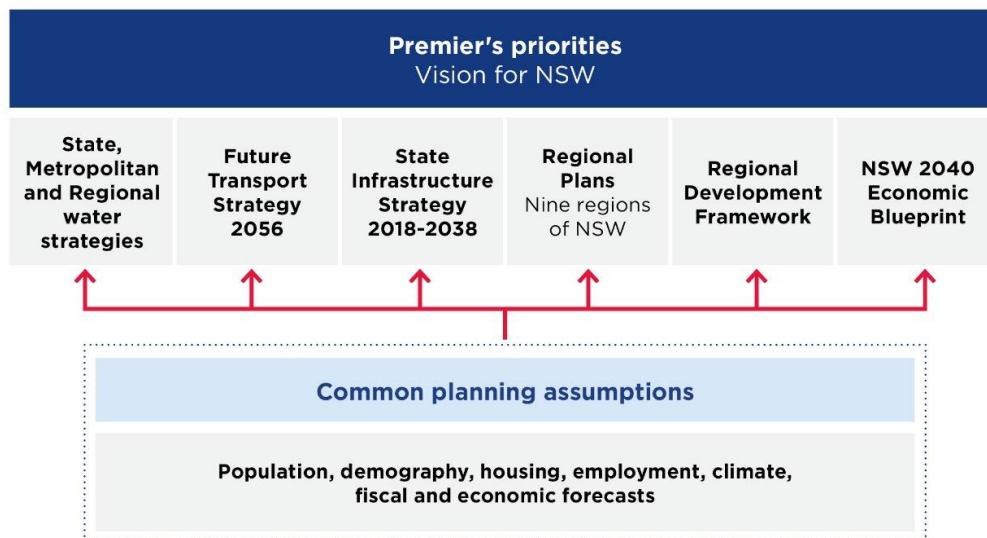 Premier's priorities
Vision for NSW
State,
Metropolitan
and Regional
water
strategies
Future
Transport
Strategy
2056
State
Infrastructure
Strategy
2018-2038
Regional
Plans
Nine regions
of NSW
Regional
Development
Framework
NSW 2040
Economic
Blueprint
Common planning assumptions
Population, demography, housing, employment, climate,
fiscal and economic forecasts